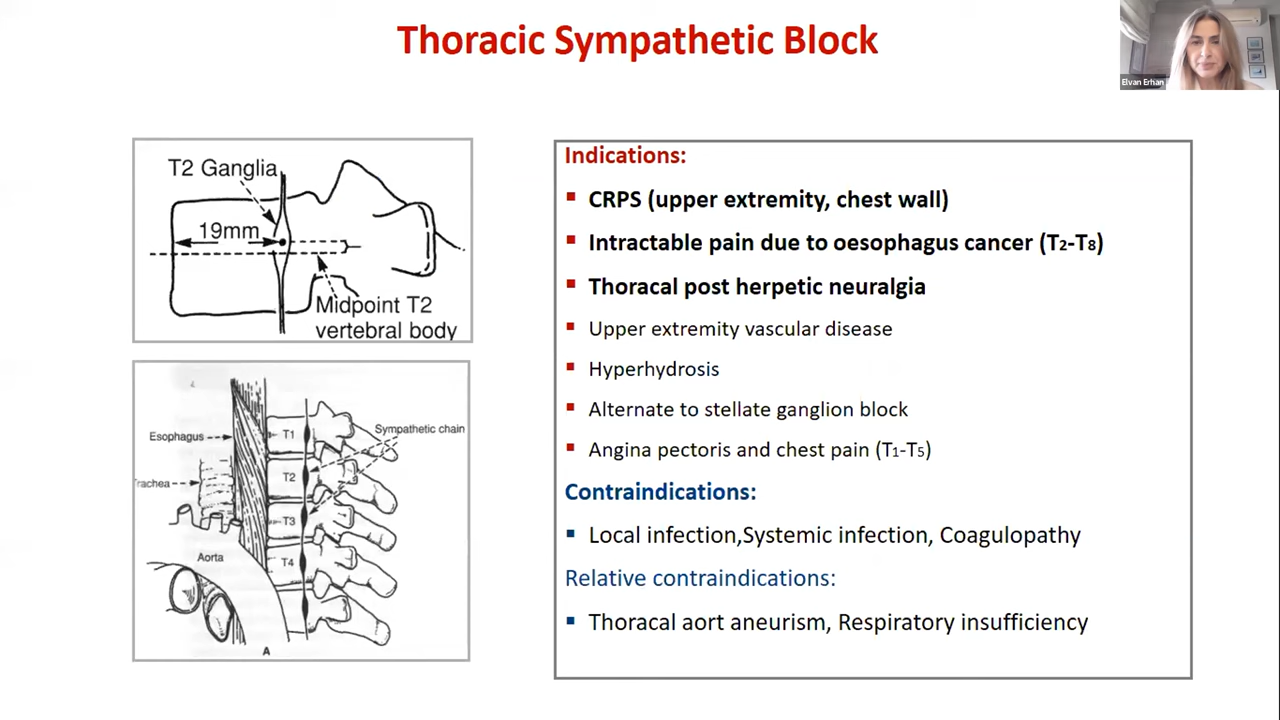 Thoracic Sympathetic Block
Elvan Erhan
T2 Ganglia
19mm
Midpoint T2
vertebral body
Esophagus
Trachea
Aorta
T1
T2
T3
T4
Sympathetic chain
A
Indications:
CRPS (upper extremity, chest wall)
Intractable pain due to oesophagus cancer (T2-T8)
Thoracal post herpetic neuralgia
Upper extremity vascular disease
Hyperhydrosis
Alternate to stellate ganglion block
Angina pectoris and chest pain (T1-T5)
Contraindications:
Local infection,Systemic infection, Coagulopathy
Relative contraindications:
Thoracal aort aneurism, Respiratory insufficiency